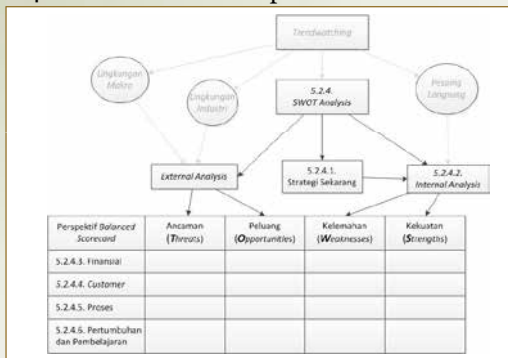 Trendwatching
Lingkungan
Makro
Lingkungan
Industri
5.2.4.
SWOT Analysis
Pesaing
Langsung
External Analysis
5.2.4.1.
Strategi Sekarang
5.2.4.2.
Internal Analysis
Perspektif Balanced
Scorecard
Ancaman
(Threats)
Peluang
(Opportunities)
Kelemahan
(Weaknesses)
Kekuatan
(Strengths)
5.2.4.3. Finansial
5.2.4.4. Customer
5.2.4.5. Proses
5.2.4.6. Pertumbuhan
dan Pembelajaran